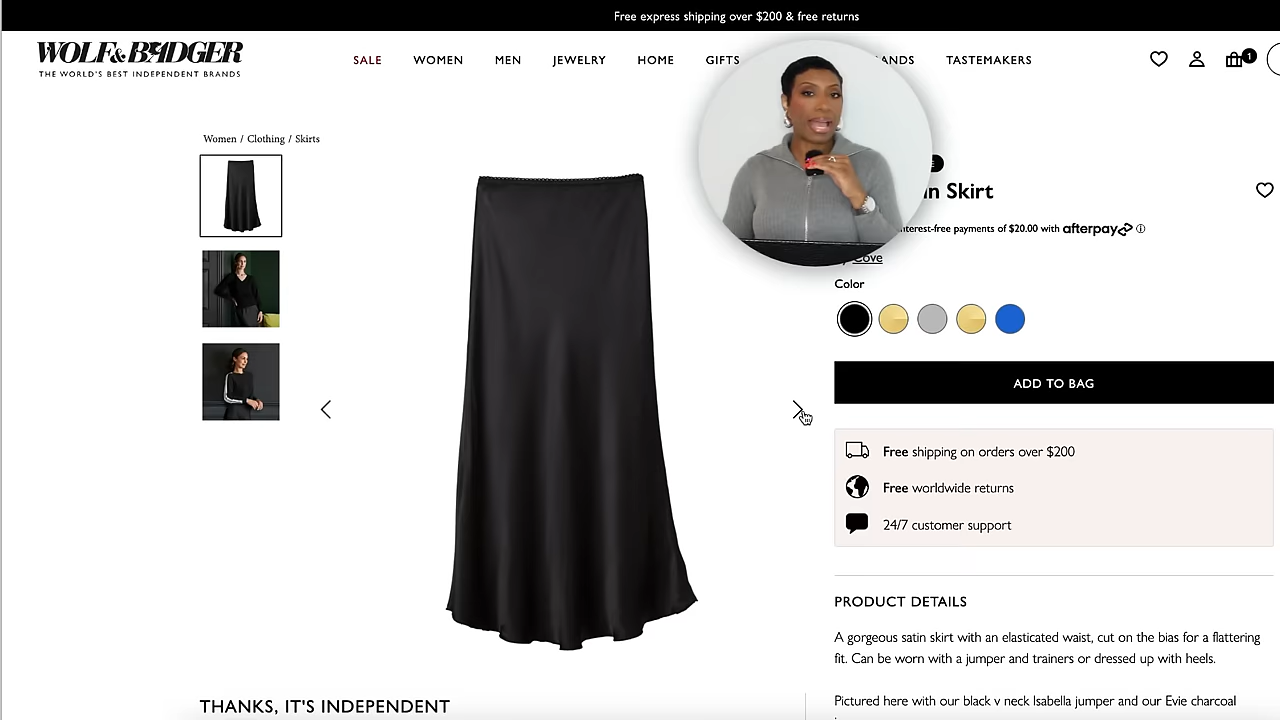 Free express shipping over $200 & free returns
WOLF&BADGER
THE WORLD'S BEST INDEPENDENT BRANDS
SALE WOMEN MEN JEWELRY HOME GIFTS TASTEMAKERS
1
Women / Clothing / Skirts
Skirt
payments of $20.00 with afterpay
Cove
Color
ADD TO BAG
Free shipping on orders over $200
Free worldwide returns
24/7 customer support
PRODUCT DETAILS
A gorgeous satin skirt with an elasticated waist, cut on the bias for a flattering
fit. Can be worn with a jumper and trainers or dressed up with heels.
Pictured here with our black v neck Isabella jumper and our Evie charcoal
THANKS, IT'S INDEPENDENT